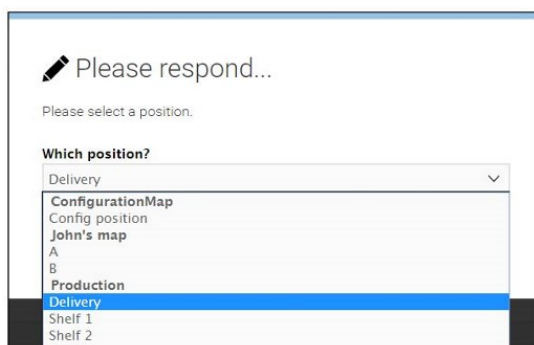 Please respond...
Please select a position.
Which position?
Delivery
ConfigurationMap
Config position
John's map
A
B
Production
Delivery
Shelf 1
Shelf 2